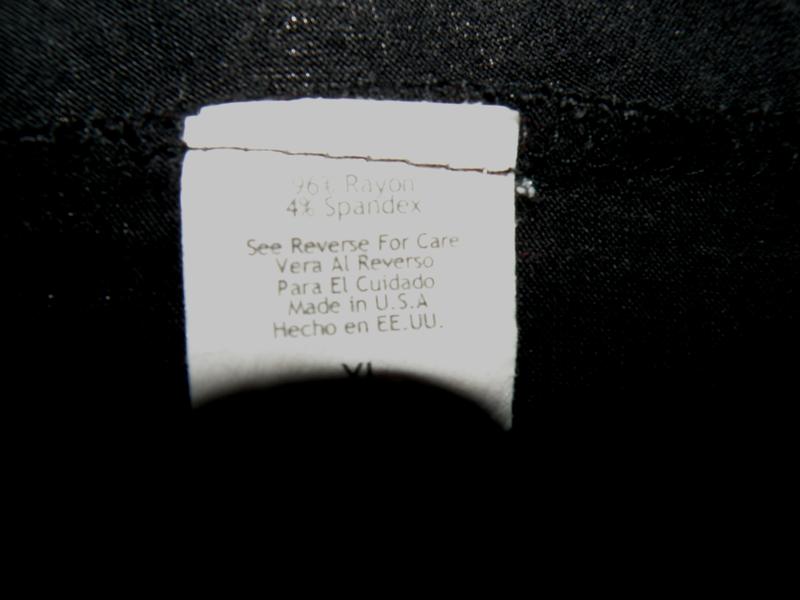 96% Rayon
4% Spandex
See Reverse For Care
Vera Al Reverso
Para El Cuidado
Made in U.S.A
Hecho en EE.UU.
XL